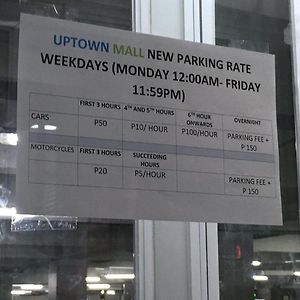 UPTOWN MALL NEW PARKING RATE
WEEKDAYS (MONDAY 12:00AM- FRIDAY
11:59PM)
FIRST 3 HOURS 4TH AND 5TH HOURS 6TH HOUR ONWARDS OVERNIGHT
CARS P50 P10/ HOUR P100/HOUR PARKING FEE + P 150
MOTORCYCLES FIRST 3 HOURS SUCCEEDING HOURS
P20 P5/HOUR PARKING FEE + P 150